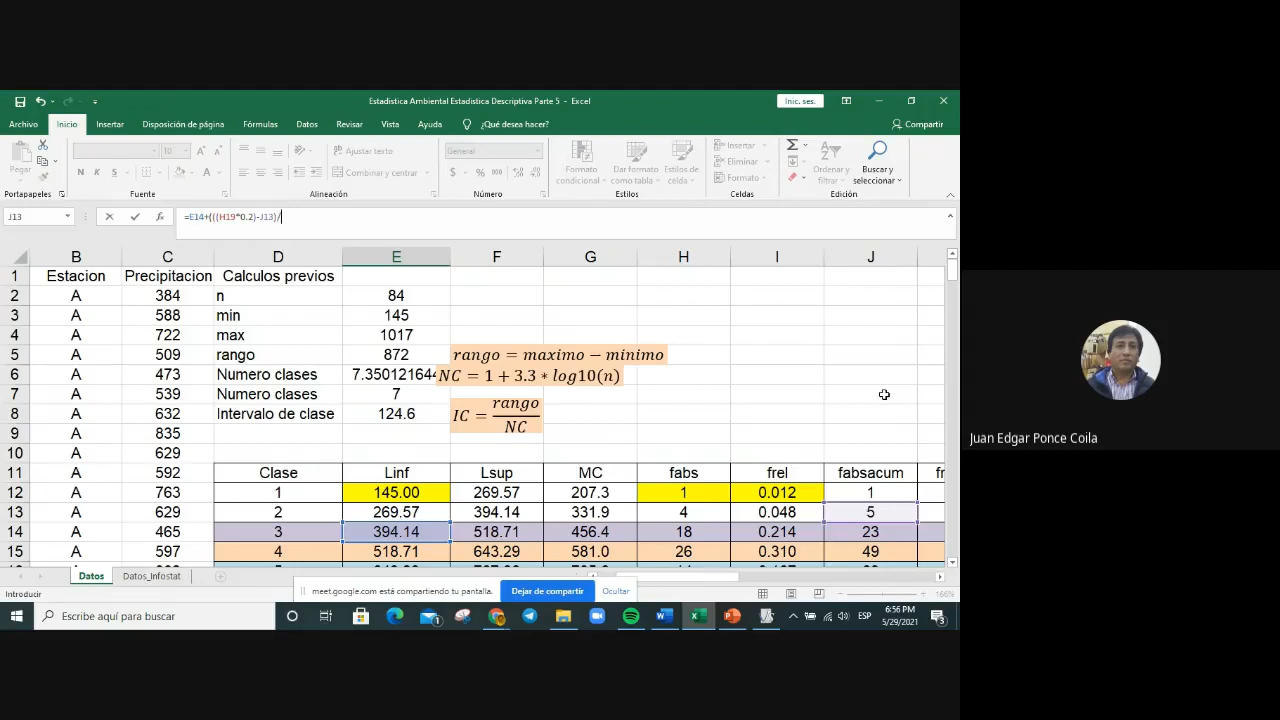 Estadistica Ambiental Estadistica Descriptiva Parte 5 - Excel
Inic. ses.
Archivo Inicio Insertar Disposición de página Fórmulas Datos Revisar Vista Ayuda ¿Qué desea hacer? Compartir
Pegar
10
N K S
Ajustar texto
Combinar y centrar
General
Formato condicional
Dar formato como tabla
Estilos de celda
Insertar
Eliminar
Formato
Ordenar y filtrar
Buscar y seleccionar
Portapapeles Fuente Alineación Número Estilos Celdas Edición
J13 =E14+(((H19*0.2)-J13)/
B C D E F G H I J
1 Estacion Precipitacion Calculos previos
2 A 384 n 84
3 A 588 min 145
4 A 722 max 1017
5 A 509 rango 872 rango = maximo − minimo
6 A 473 Numero clases 7.350121644 NC = 1 + 3.3 * log10(n)
7 A 539 Numero clases 7
8 A 632 Intervalo de clase 124.6 IC = rango / NC
9 A 835
10 A 629
11 A 592 Clase Linf Lsup MC fabs frel fabsacum
12 A 763 1 145.00 269.57 207.3 1 0.012 1
13 A 629 2 269.57 394.14 331.9 4 0.048 5
14 A 465 3 394.14 518.71 456.4 18 0.214 23
15 A 597 4 518.71 643.29 581.0 26 0.310 49
Datos Datos_Infostat
Introducir
meet.google.com está compartiendo tu pantalla. Dejar de compartir Ocultar
166%
Escribe aquí para buscar
ESP
6:56 PM
5/29/2021
Juan Edgar Ponce Coila